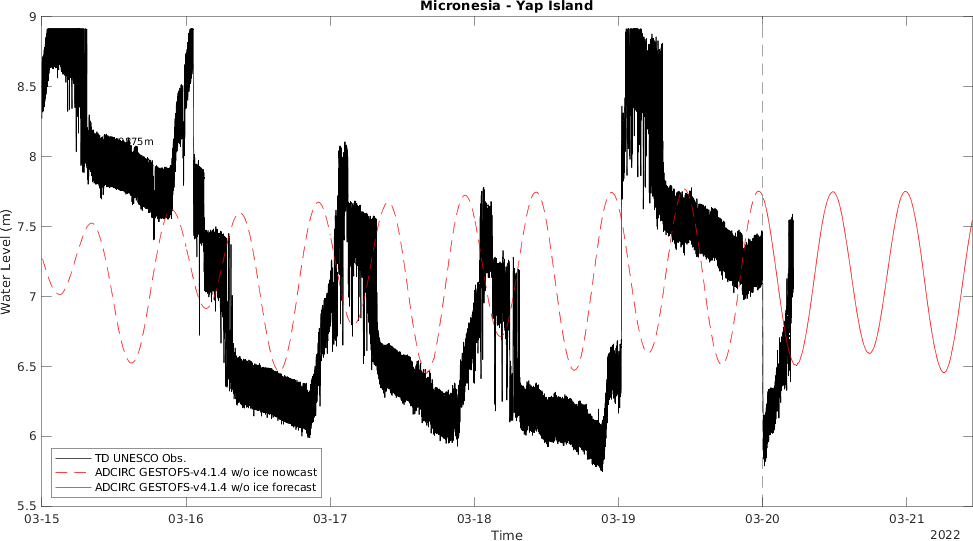 Micronesia - Yap Island
9
8.5
8
7.5
7
6.5
6
5.5
Water Level (m)
TD UNESCO Obs.
ADCIRC GESTOFS-v4.1.4 w/o ice nowcast
ADCIRC GESTOFS-v4.1.4 w/o ice forecast
03-15
03-16
03-17
03-18
03-19
03-20
03-21
Time
2022